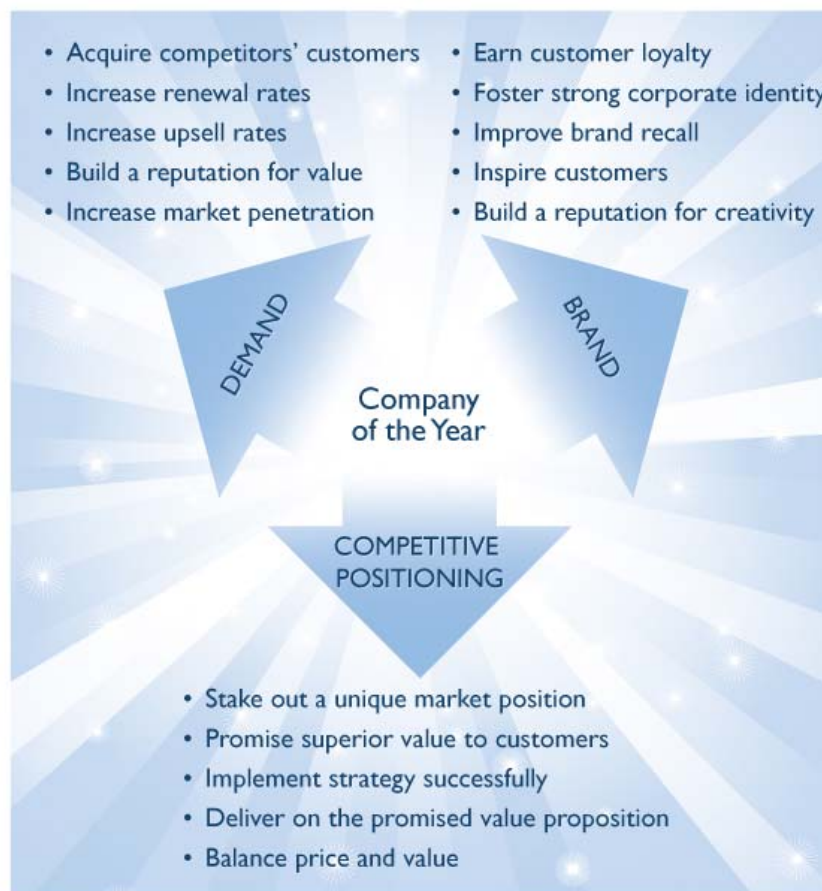 • Acquire competitors’ customers
• Increase renewal rates
• Increase upsell rates
• Build a reputation for value
• Increase market penetration
• Earn customer loyalty
• Foster strong corporate identity
• Improve brand recall
• Inspire customers
• Build a reputation for creativity
DEMAND
BRAND
Company
of the Year
COMPETITIVE
POSITIONING
• Stake out a unique market position
• Promise superior value to customers
• Implement strategy successfully
• Deliver on the promised value proposition
• Balance price and value